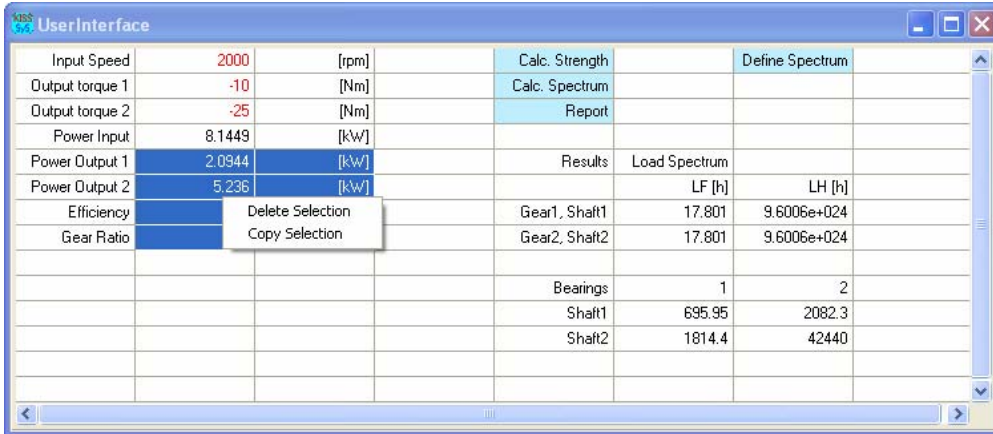 KISS SYS. UserInterface
Input Speed 2000 [rpm] Calc. Strength Define Spectrum
Output torque 1 -10 [Nm] Calc. Spectrum
Output torque 2 -25 [Nm] Report
Power Input 8.1449 [kW]
Power Output 1 2.0944 [kW] Results Load Spectrum
Power Output 2 5.236 [kW] LF [h] LH [h]
Efficiency Delete Selection Gear1, Shaft1 17.801 9.6006e+024
Gear Ratio Copy Selection Gear2, Shaft2 17.801 9.6006e+024
Bearings 1 2
Shaft1 695.95 2082.3
Shaft2 1814.4 42440